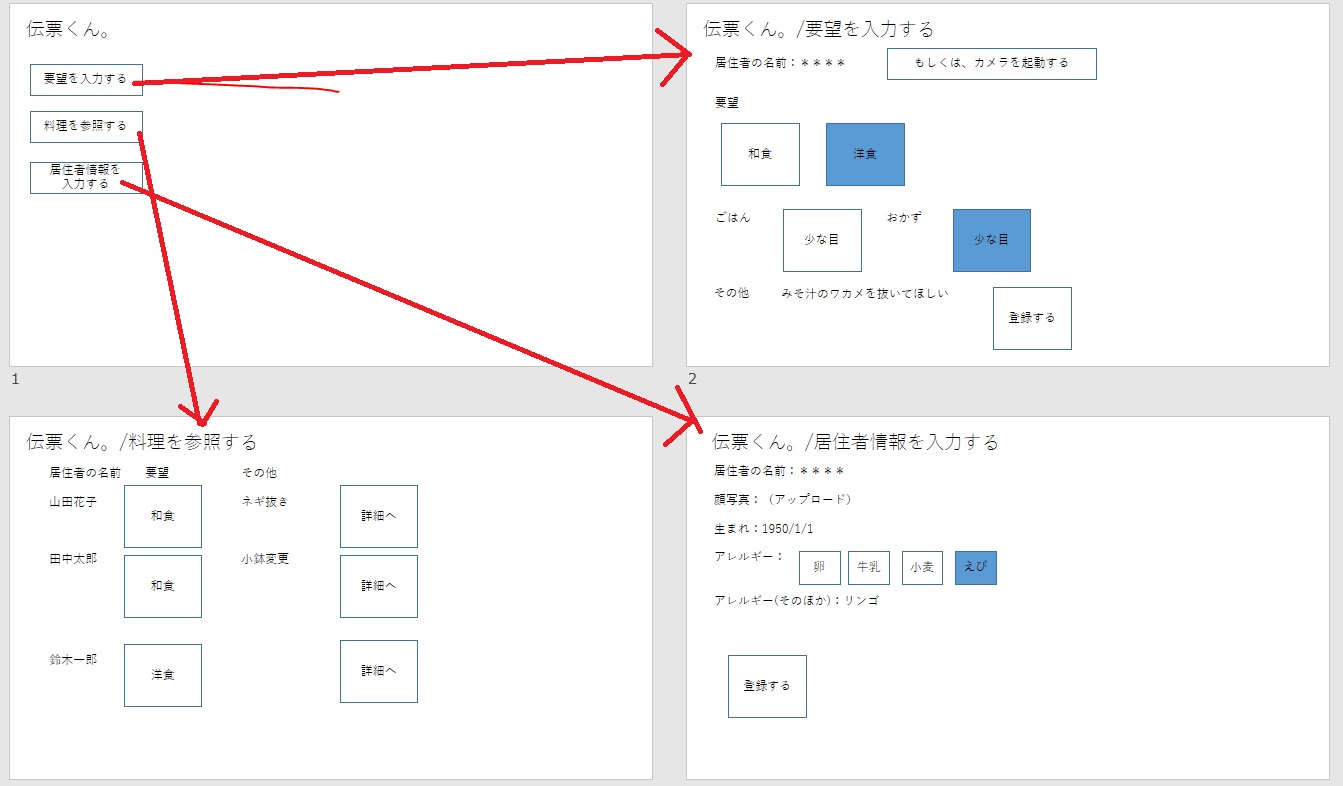 伝票くん。
要望を入力する
料理を参照する
居住者情報を
入力する
1
伝票くん。/要望を入力する
居住者の名前：＊＊＊＊
もしくは、カメラを起動する
要望
和食
洋食
ごはん
少な目
おかず
少な目
その他
みそ汁のワカメを抜いてほしい
登録する
2
伝票くん。/料理を参照する
居住者の名前
要望
その他
山田花子
和食
ネギ抜き
詳細へ
田中太郎
和食
小鉢変更
詳細へ
鈴木一郎
洋食
詳細へ
伝票くん。/居住者情報を入力する
居住者の名前：＊＊＊＊
顔写真：（アップロード）
生まれ：1950/1/1
アレルギー：
卵
牛乳
小麦
えび
アレルギー(そのほか)：リンゴ
登録する